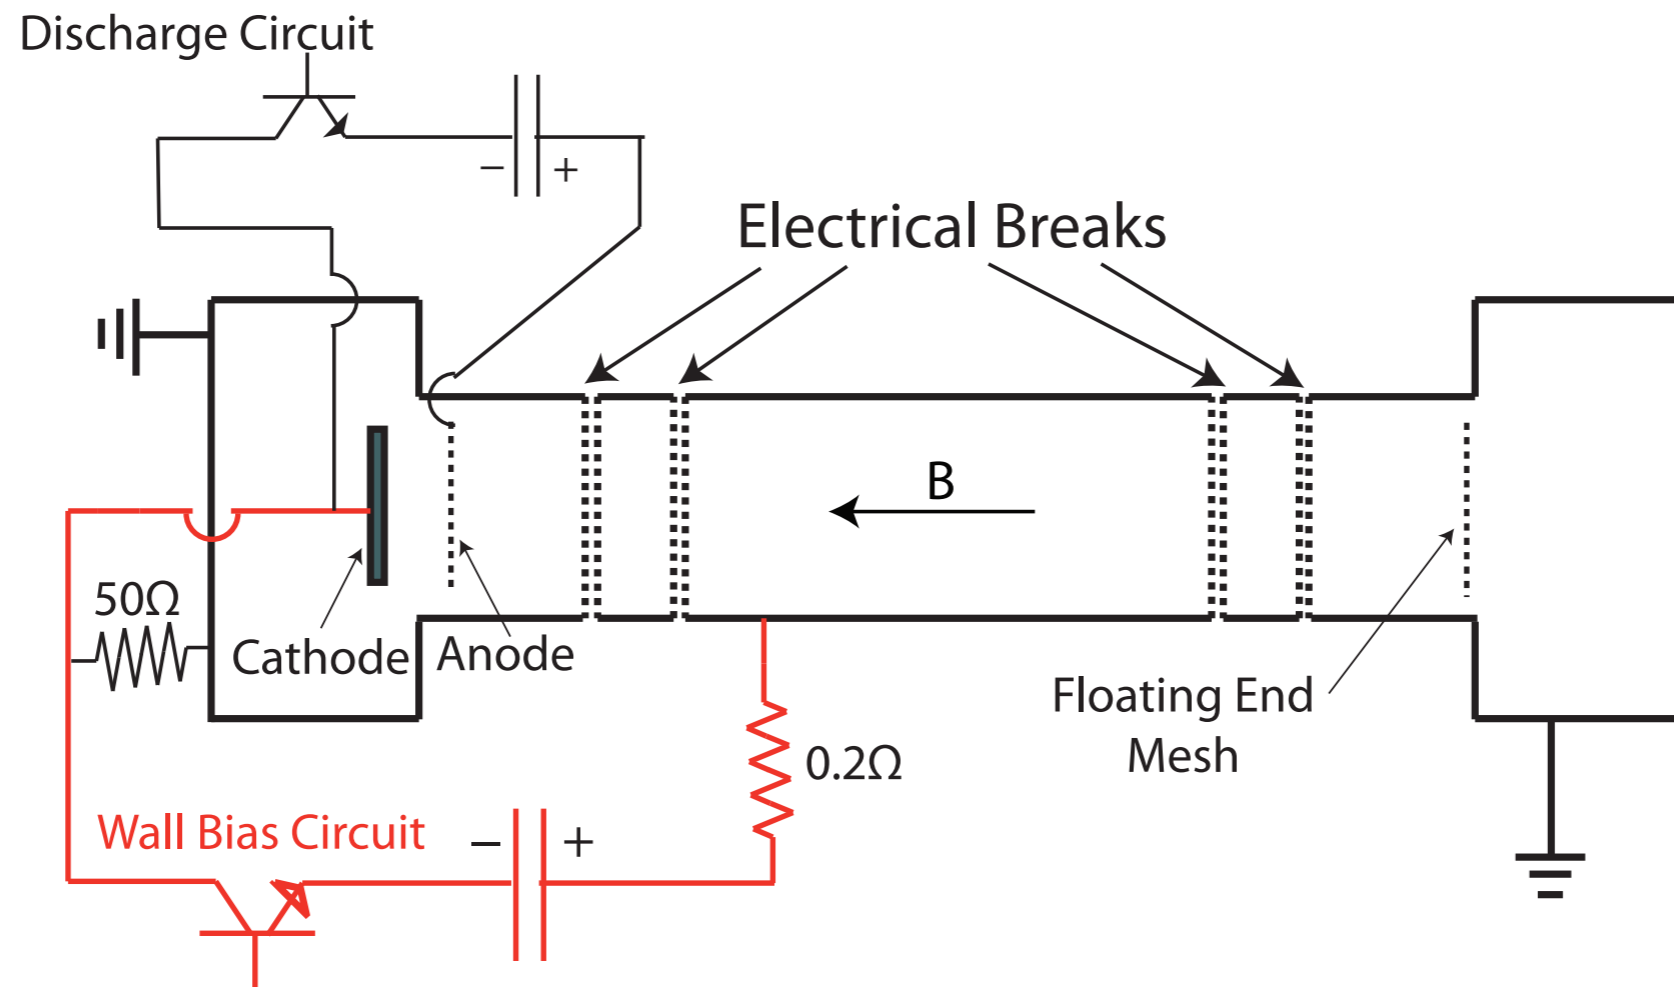 Discharge Circuit
− +
Electrical Breaks
B
50Ω
Cathode
Anode
Floating End
Mesh
0.2Ω
Wall Bias Circuit
− +